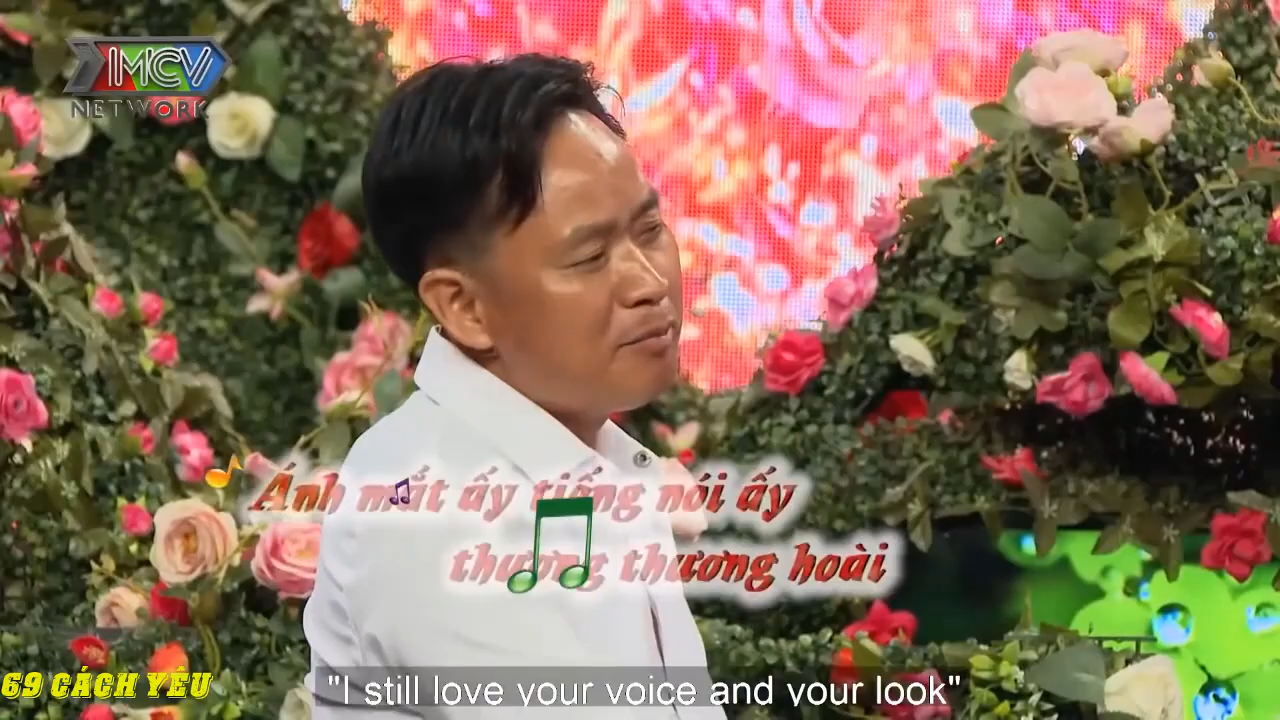 MCV
NETWORK
Ánh mắt ấy tiếng nói ấy
thương thương hoài
69 CÁCH YÊU
"I still love your voice and your look"